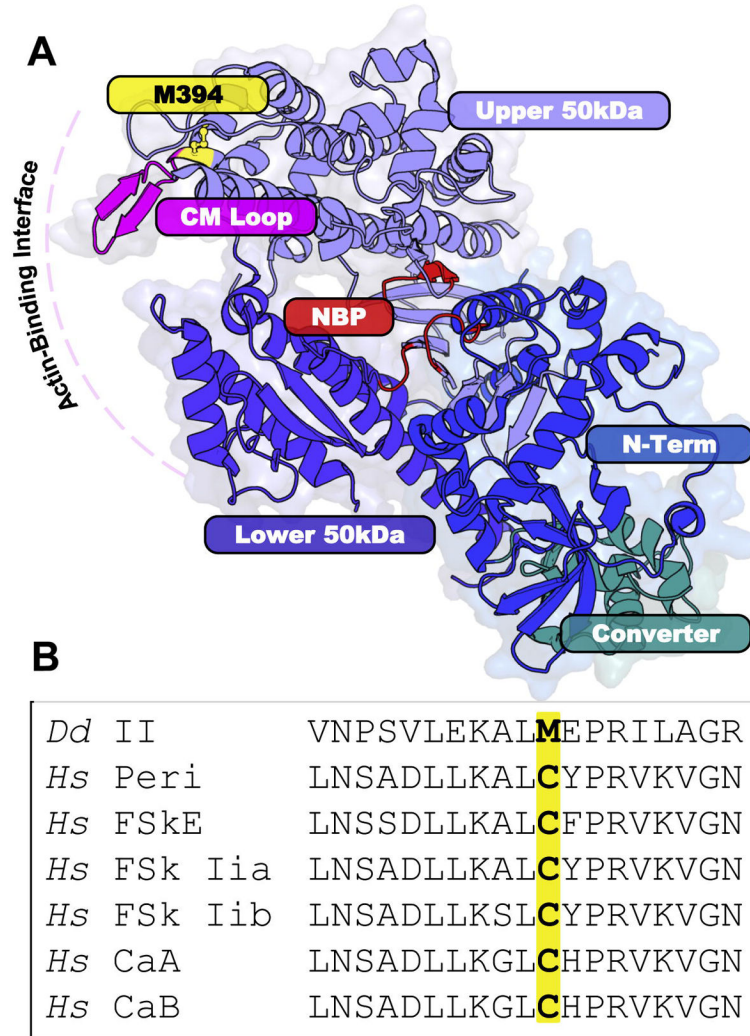 A
M394
Upper 50kDa
CM Loop
Actin-Binding Interface
NBP
N-Term
Lower 50kDa
Converter
B
Dd II VNPSVLEKALMEPRILAGR
Hs Peri LNSADLLKALCYPRVKVGN
Hs FSkE LNSSDLLKALCFPRVKVGN
Hs FSk Iia LNSADLLKALCYPRVKVGN
Hs FSk Iib LNSADLLKSLCYPRVKVGN
Hs CaA LNSADLLKGLCHPRVKVGN
Hs CaB LNSADLLKGLCHPRVKVGN